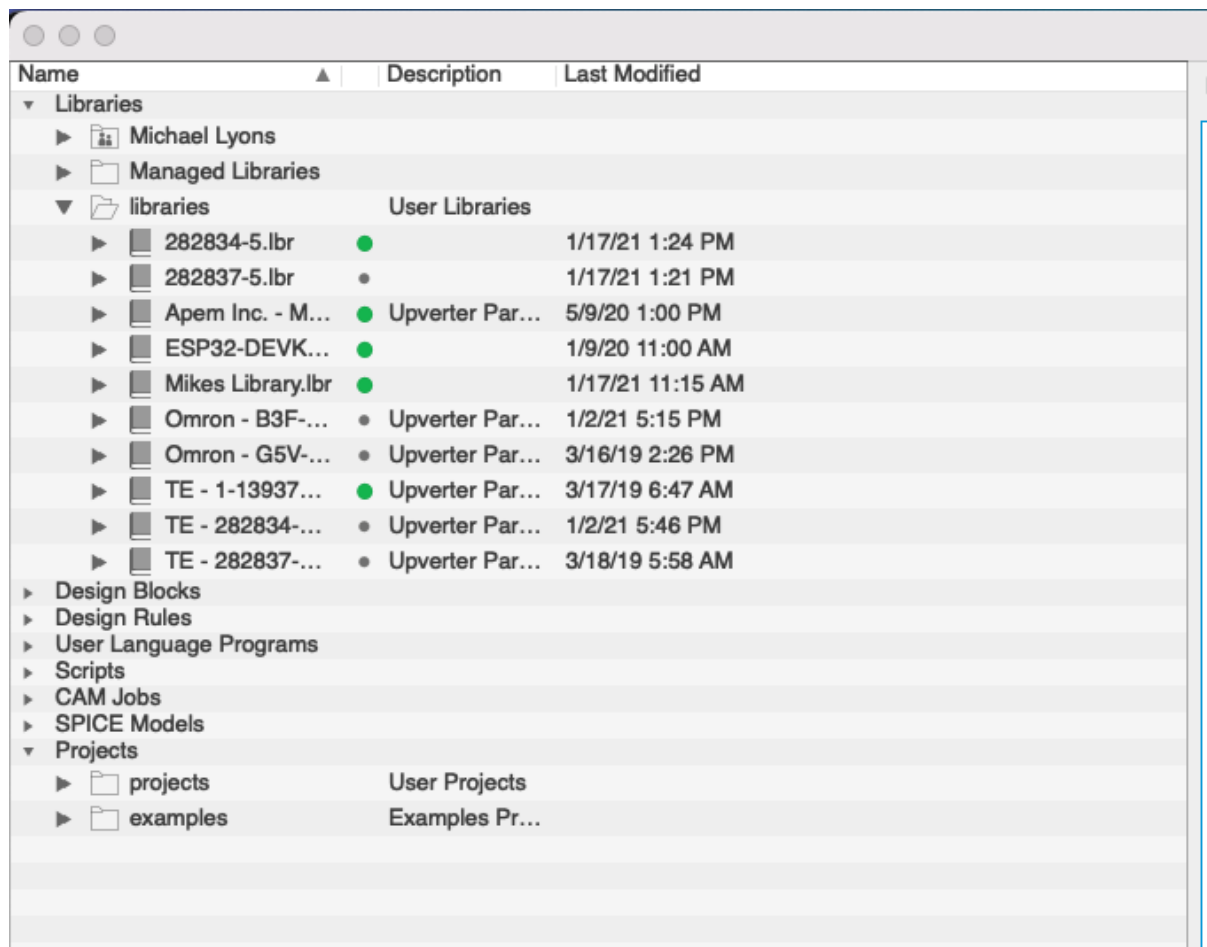 Name Description Last Modified
Libraries
Michael Lyons
Managed Libraries
libraries User Libraries
282834-5.lbr 1/17/21 1:24 PM
282837-5.lbr 1/17/21 1:21 PM
Apem Inc. - M... Upverter Par... 5/9/20 1:00 PM
ESP32-DEVK... 1/9/20 11:00 AM
Mikes Library.lbr 1/17/21 11:15 AM
Omron - B3F-... Upverter Par... 1/2/21 5:15 PM
Omron - G5V-... Upverter Par... 3/16/19 2:26 PM
TE - 1-13937... Upverter Par... 3/17/19 6:47 AM
TE - 282834-... Upverter Par... 1/2/21 5:46 PM
TE - 282837-... Upverter Par... 3/18/19 5:58 AM
Design Blocks
Design Rules
User Language Programs
Scripts
CAM Jobs
SPICE Models
Projects
projects User Projects
examples Examples Pr...